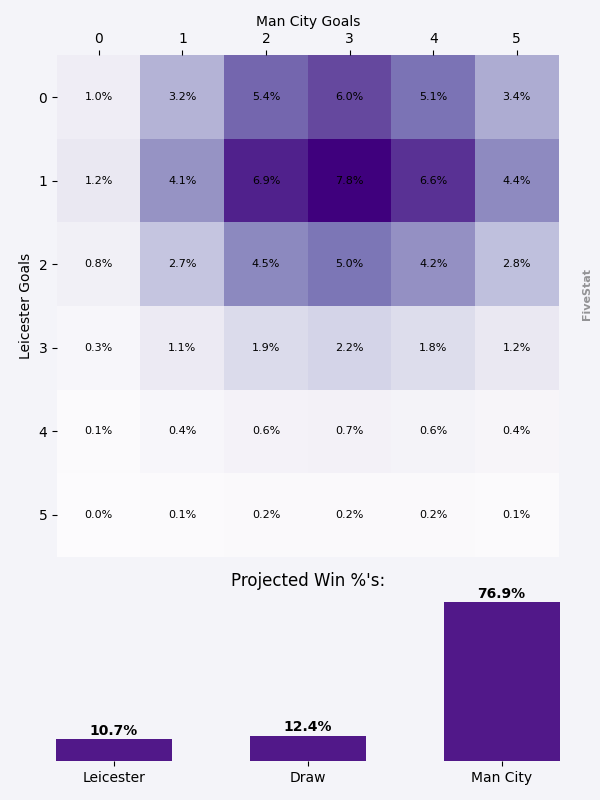 Man City Goals
0 1 2 3 4 5
0 1.0% 3.2% 5.4% 6.0% 5.1% 3.4%
1 1.2% 4.1% 6.9% 7.8% 6.6% 4.4%
2 0.8% 2.7% 4.5% 5.0% 4.2% 2.8%
3 0.3% 1.1% 1.9% 2.2% 1.8% 1.2%
4 0.1% 0.4% 0.6% 0.7% 0.6% 0.4%
5 0.0% 0.1% 0.2% 0.2% 0.2% 0.1%
Leicester Goals
FiveStat
Projected Win %'s:
10.7% 12.4% 76.9%
Leicester Draw Man City